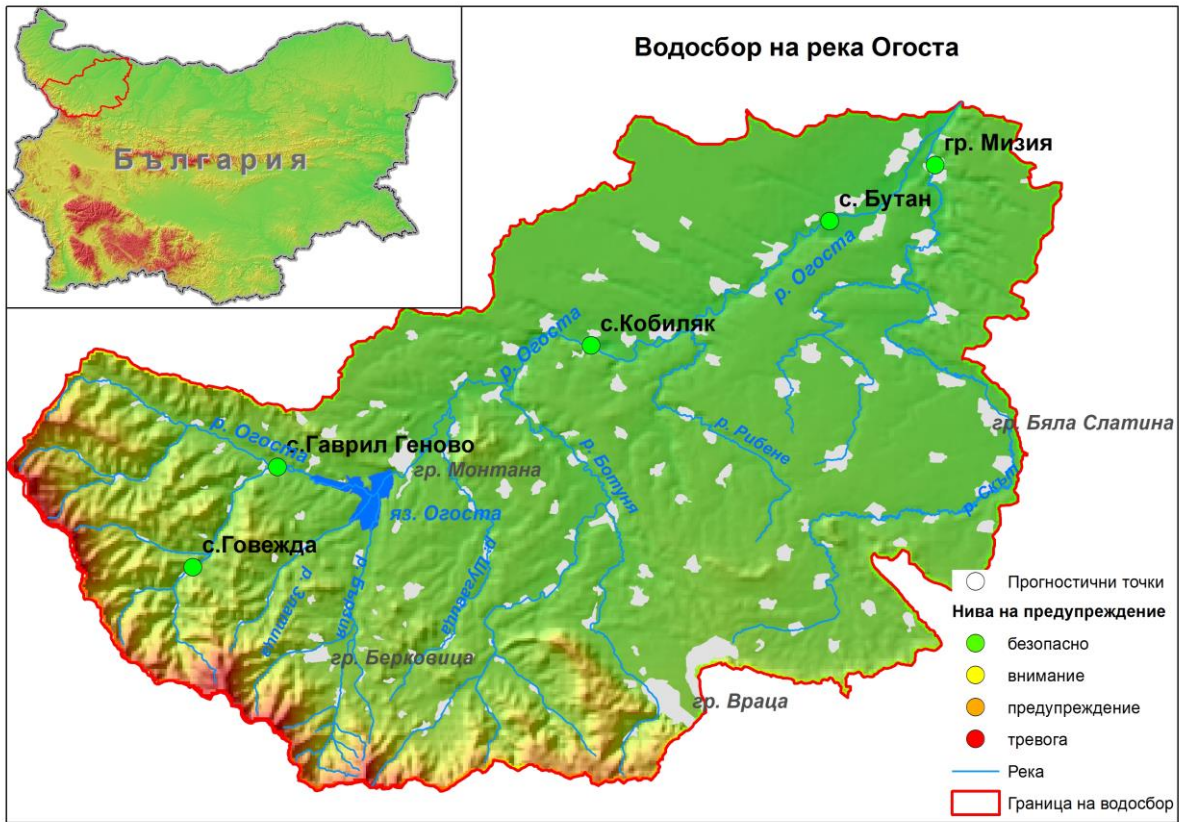 Водосбор на река Огоста
България
гр. Мизия
с. Бутан
р. Огоста
с.Кобиляк
р. Огоста
гр. Бяла Слатина
р. Рибене
р. Огоста
с.Гаврил Геново
гр. Монтана
р. Ботуня
р. Скът
яз. Огоста
с.Говежда
р. Златица
р. Бързия
р. Шугавица
гр. Берковица
гр. Враца
Прогностични точки
Нива на предупреждение
безопасно
внимание
предупреждение
тревога
Река
Граница на водосбор